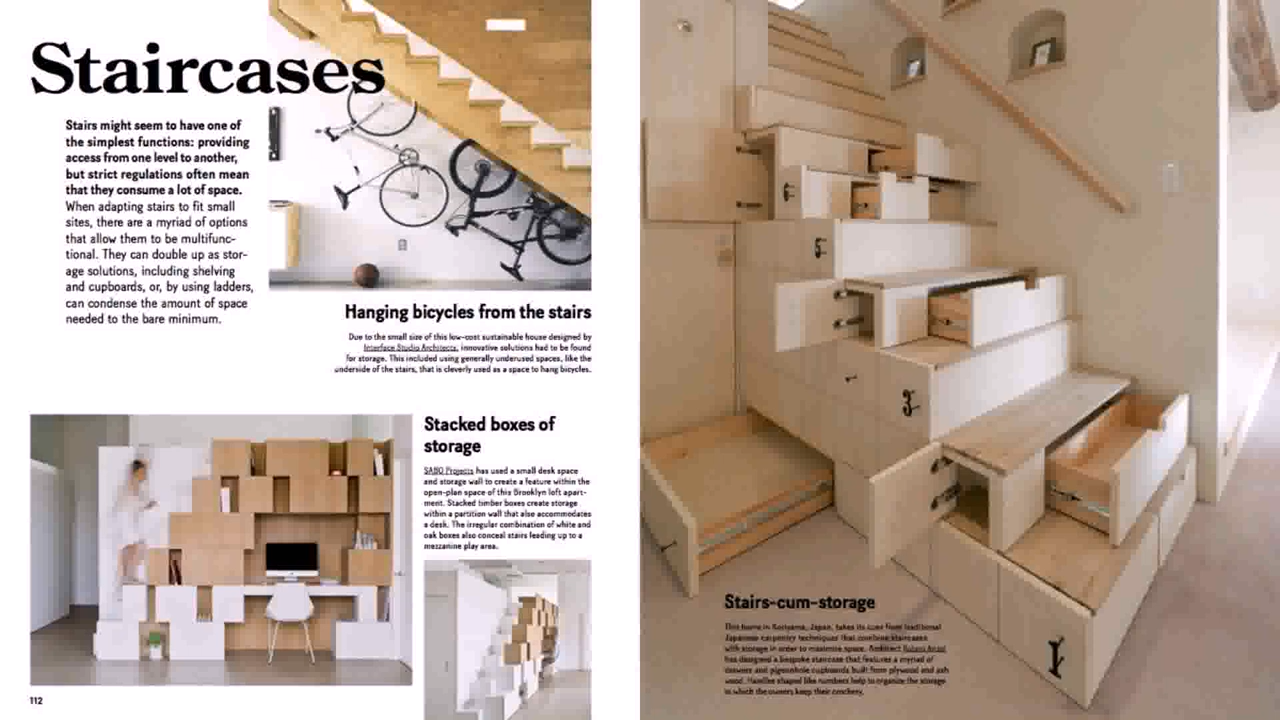 Staircases
Stairs might seem to have one of
the simplest functions: providing
access from one level to another,
but strict regulations often mean
that they consume a lot of space.
When adapting stairs to fit small
sites, there are a myriad of options
that allow them to be multifunc-
tional. They can double up as stor-
age solutions, including shelving
and cupboards, or, by using ladders,
can condense the amount of space
needed to the bare minimum.
Hanging bicycles from the stairs
Due to the small size of this low-cost sustainable house designed by
Interface Studio Architects, innovative solutions had to be found
for storage. This included using generally underused spaces, like the
underside of the stairs, that is cleverly used as a space to hang bicycles.
Stacked boxes of
storage
SABO Projects has used a small desk space
and storage wall to create a feature within the
open-plan space of this Brooklyn loft apart-
ment. Stacked timber boxes create storage
within a partition wall that also accommodates
a desk. The irregular combination of white and
oak boxes also conceal stairs leading up to a
mezzanine play area.
112
5
3
1
Stairs-cum-storage
This home in Koriyama, Japan, takes its cues from traditional
Japanese carpentry techniques that combine staircases
with storage in order to maximize space. Architect
has designed a bespoke staircase that features a myriad of
drawers and pigeonhole cupboards built from plywood and ash
wood. Handles shaped like numbers help to organize the storage
in which the owners keep their crockery.